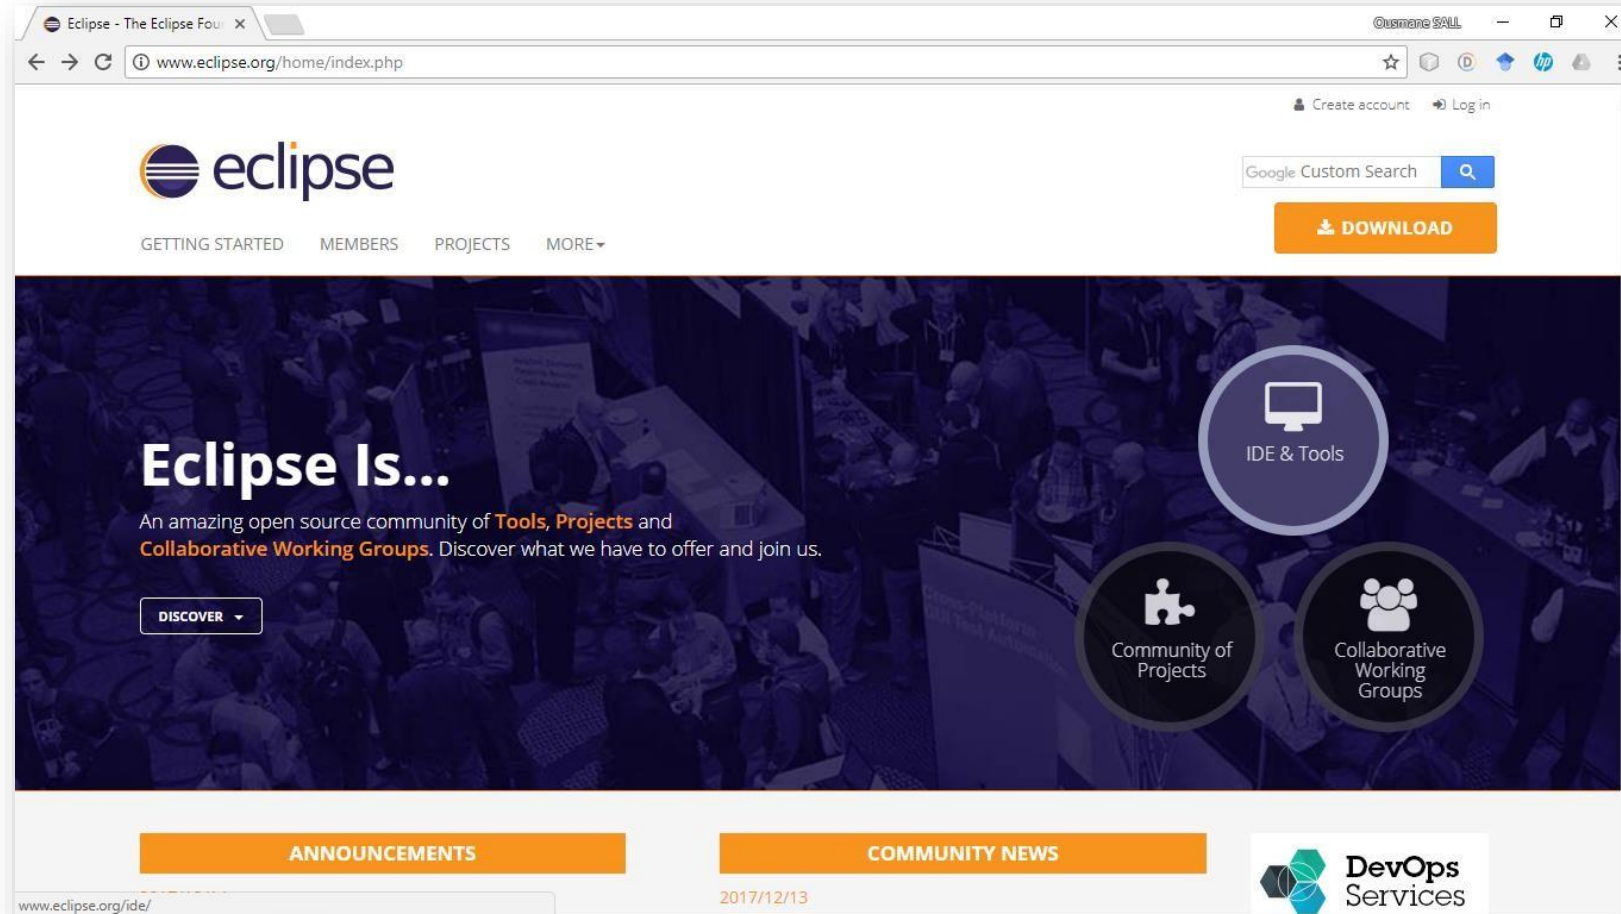 Eclipse - The Eclipse Four
Ousmane SALL
www.eclipse.org/home/index.php
Create account
Log in
eclipse
Google Custom Search
DOWNLOAD
GETTING STARTED
MEMBERS
PROJECTS
MORE
IDE & Tools
Eclipse Is...
An amazing open source community of Tools, Projects and
Collaborative Working Groups. Discover what we have to offer and join us.
DISCOVER
Community of
Projects
Collaborative
Working
Groups
ANNOUNCEMENTS
COMMUNITY NEWS
2017/12/13
DevOps
Services
www.eclipse.org/ide/